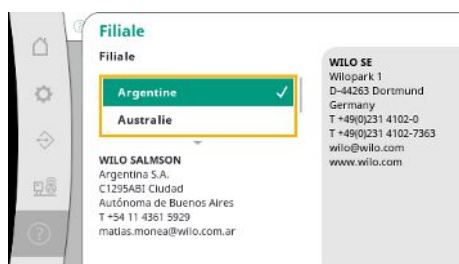 Filiale
Filiale
Argentine
Australie
WILO SALMSON
Argentina S.A.
C1295ABI Ciudad
Autónoma de Buenos Aires
T +54 11 4361 5929
matias.monea@wilo.com.ar
WILO SE
Wilopark 1
D-44263 Dortmund
Germany
T +49(0)231 4102-0
T +49(0)231 4102-7363
wilo@wilo.com
www.wilo.com